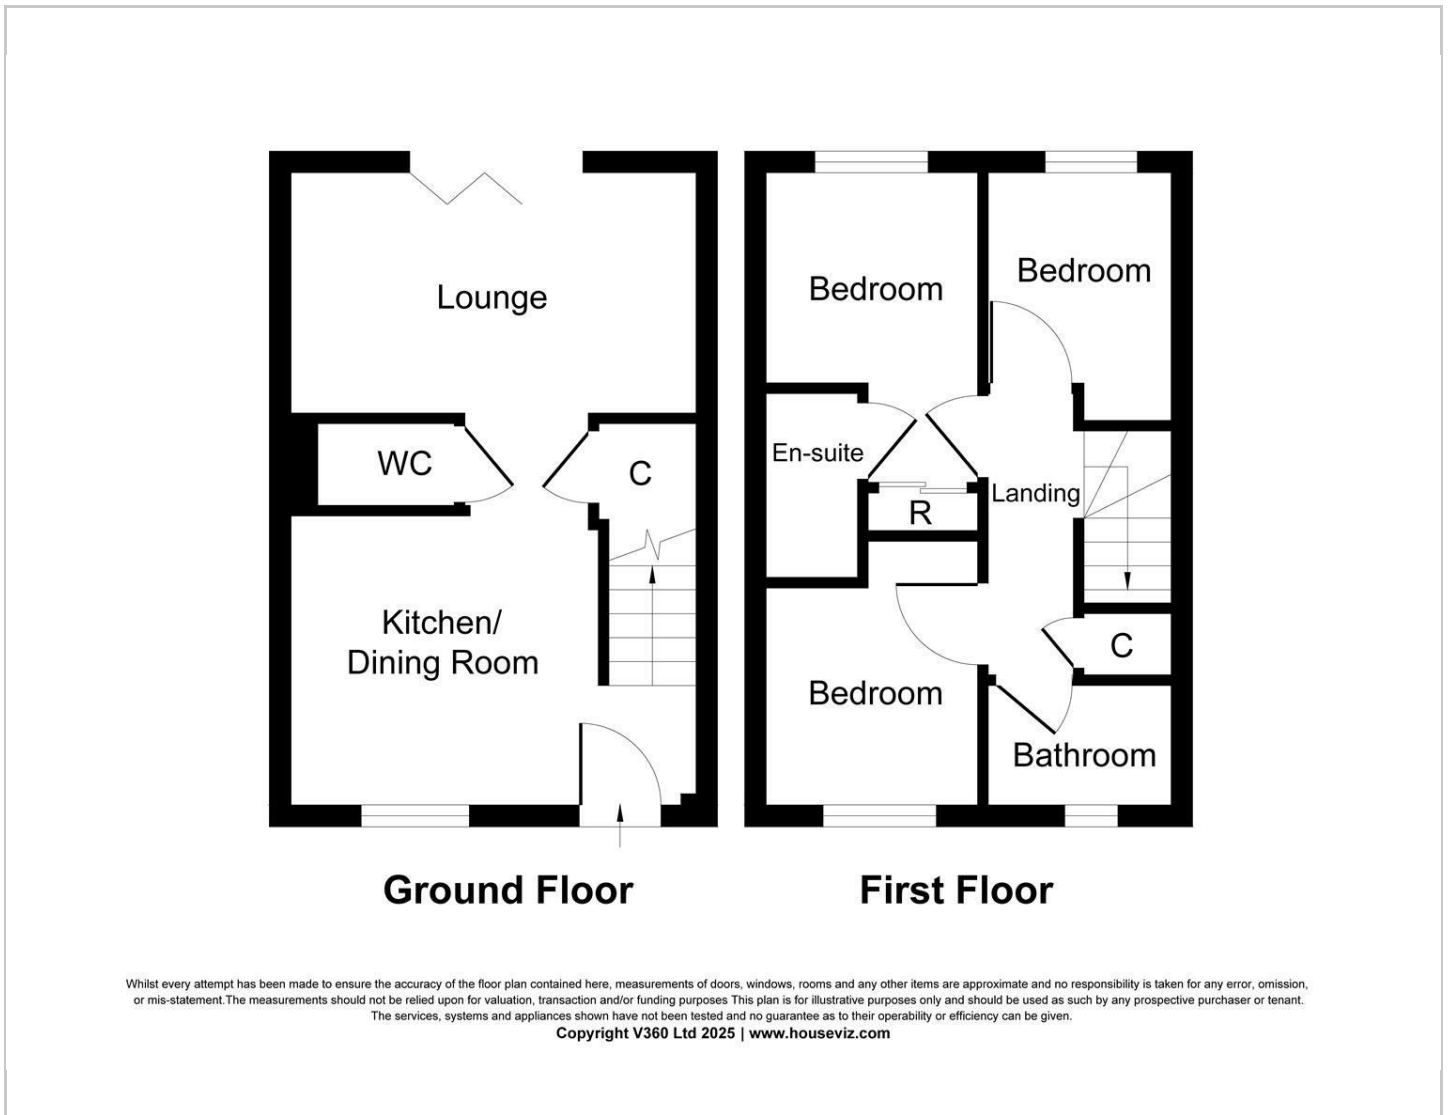 Lounge
WC
C
Kitchen/
Dining Room
Ground Floor
Bedroom
Bedroom
En-suite
Landing
R
C
Bedroom
Bathroom
First Floor
Whilst every attempt has been made to ensure the accuracy of the floor plan contained here, measurements of doors, windows, rooms and any other items are approximate and no responsibility is taken for any error, omission,
or mis-statement.The measurements should not be relied upon for valuation, transaction and/or funding purposes This plan is for illustrative purposes only and should be used as such by any prospective purchaser or tenant.
The services, systems and appliances shown have not been tested and no guarantee as to their operability or efficiency can be given.
Copyright V360 Ltd 2025 | www.houseviz.com